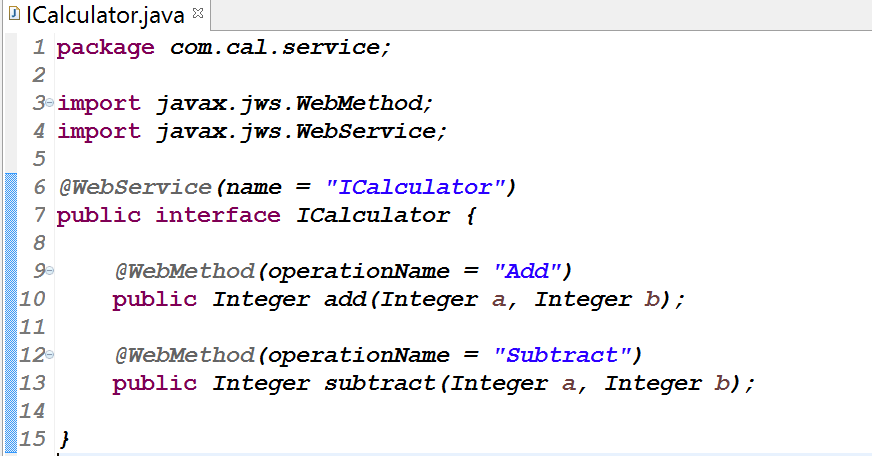 ICalculator.java
1 package com.cal.service;
2
3 import javax.jws.WebMethod;
4 import javax.jws.WebService;
5
6 @WebService(name = "ICalculator")
7 public interface ICalculator {
8
9     @WebMethod(operationName = "Add")
10     public Integer add(Integer a, Integer b);
11
12     @WebMethod(operationName = "Subtract")
13     public Integer subtract(Integer a, Integer b);
14
15 }